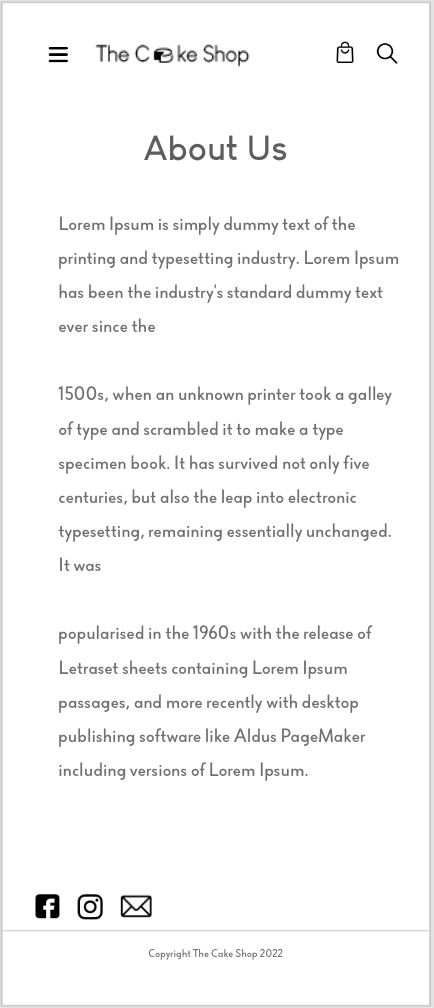 The Cake Shop
About Us
Lorem Ipsum is simply dummy text of the
printing and typesetting industry. Lorem Ipsum
has been the industry's standard dummy text
ever since the
1500s, when an unknown printer took a galley
of type and scrambled it to make a type
specimen book. It has survived not only five
centuries, but also the leap into electronic
typesetting, remaining essentially unchanged.
It was
popularised in the 1960s with the release of
Letraset sheets containing Lorem Ipsum
passages, and more recently with desktop
publishing software like Aldus PageMaker
including versions of Lorem Ipsum.
Copyright The Cake Shop 2022